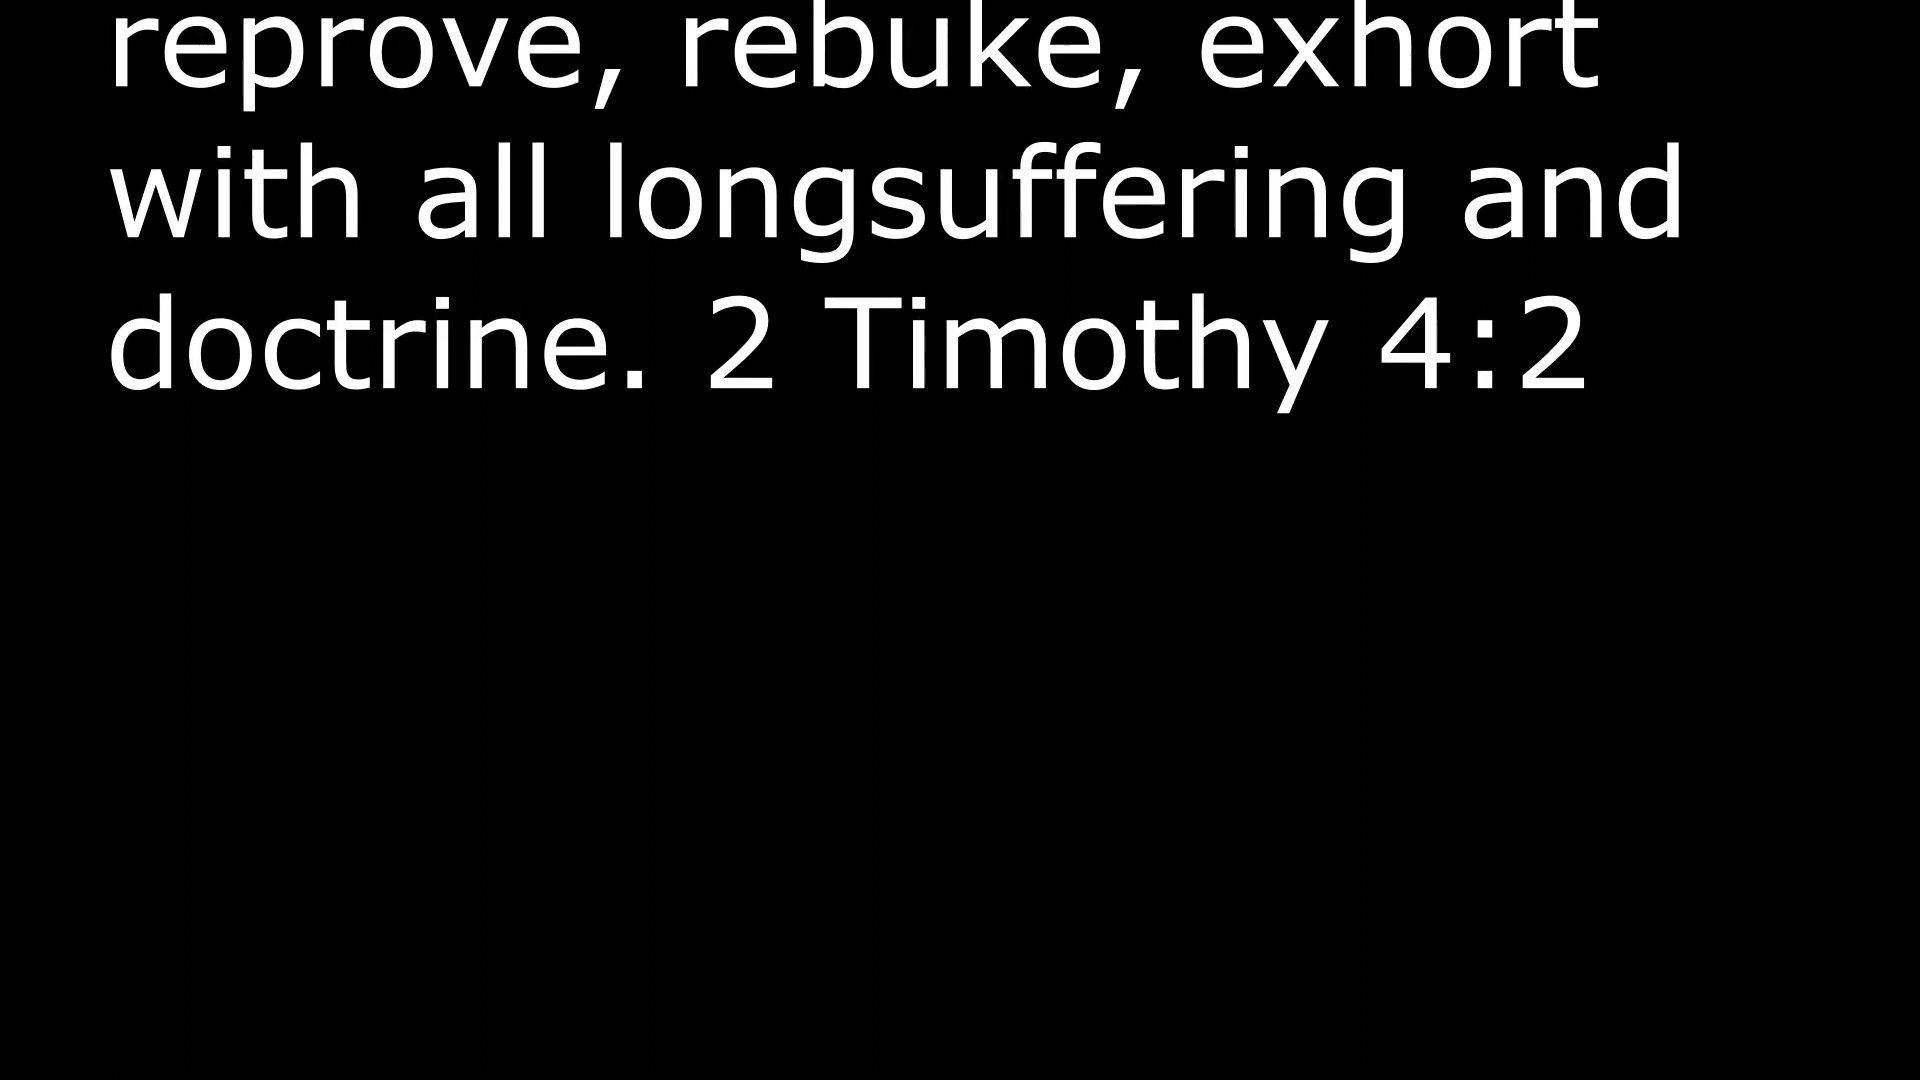 reprove, rebuke, exhort
with all longsuffering and
doctrine. 2 Timothy 4:2